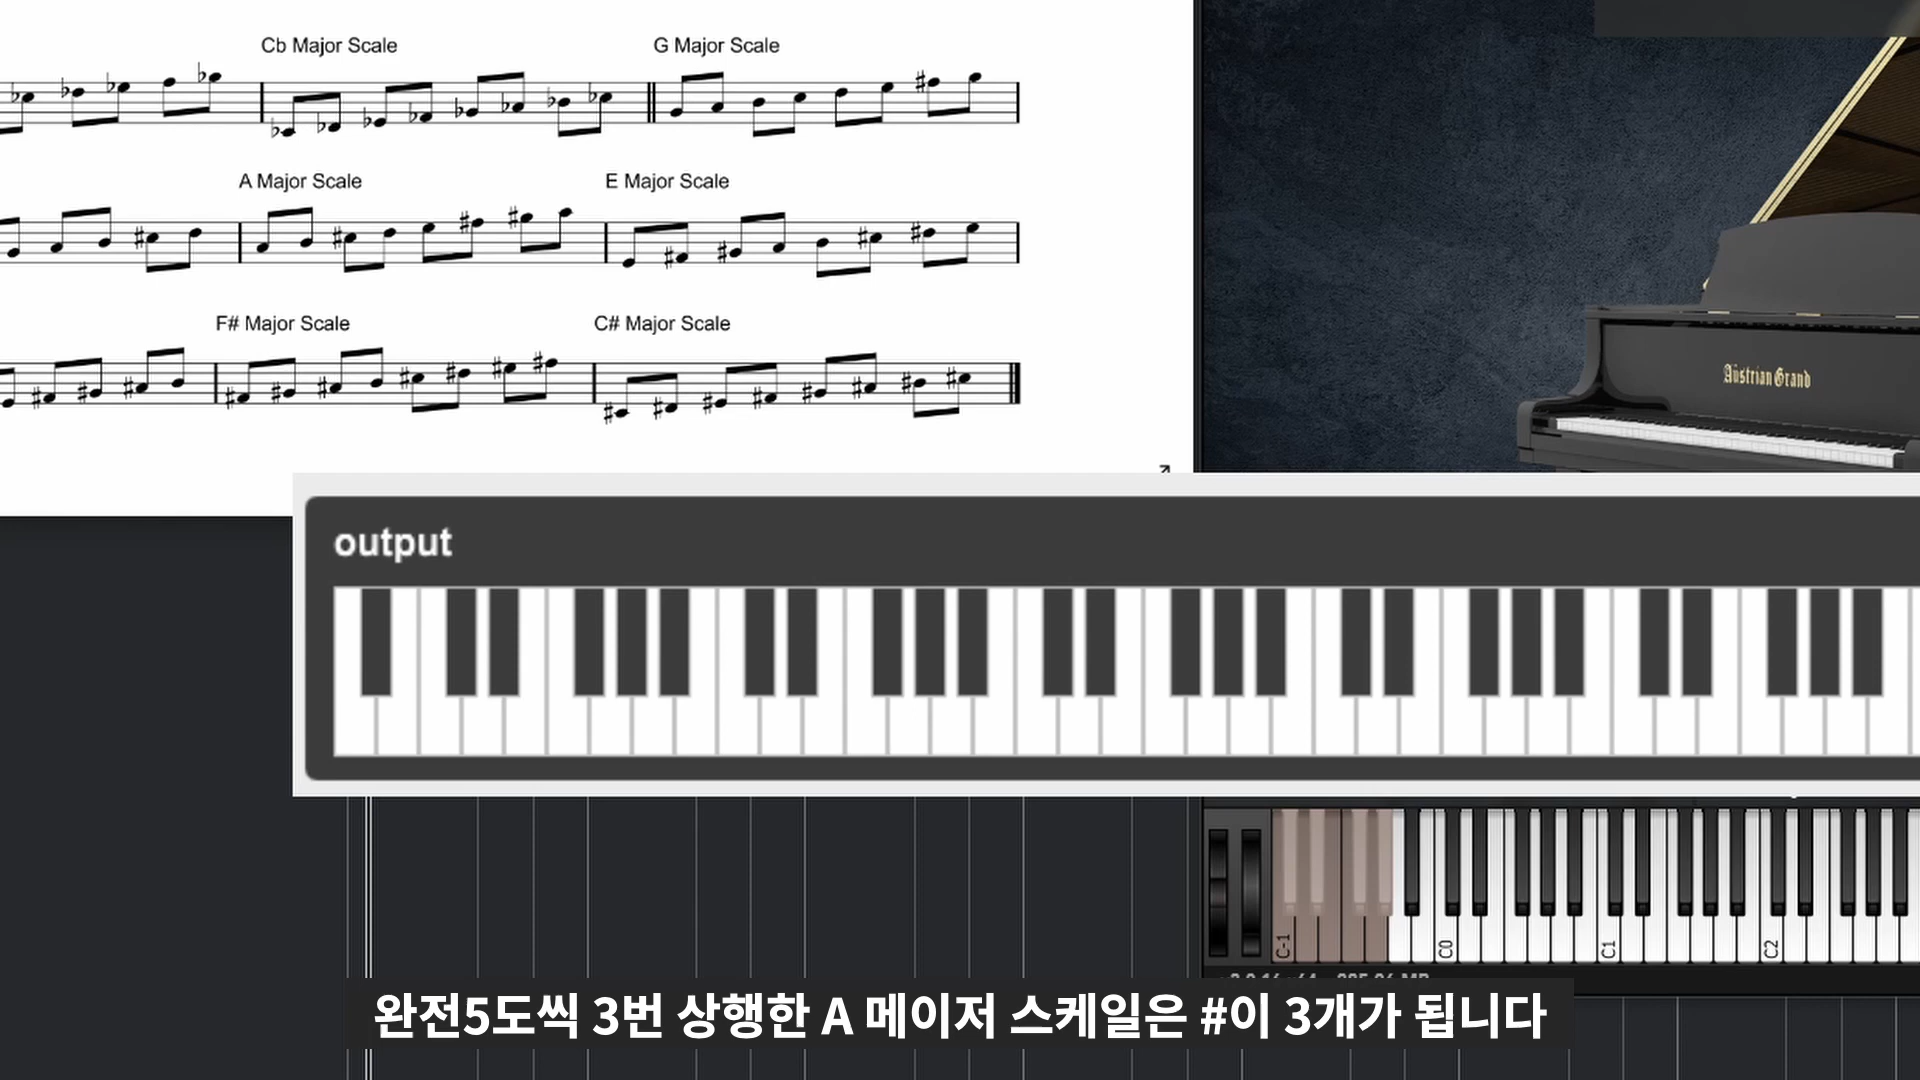 Cb Major Scale
G Major Scale
A Major Scale
E Major Scale
F# Major Scale
C# Major Scale
Austrian Grand
output
C-1
C0
C1
C2
완전5도씩 3번 상행한 A 메이저 스케일은 #이 3개가 됩니다